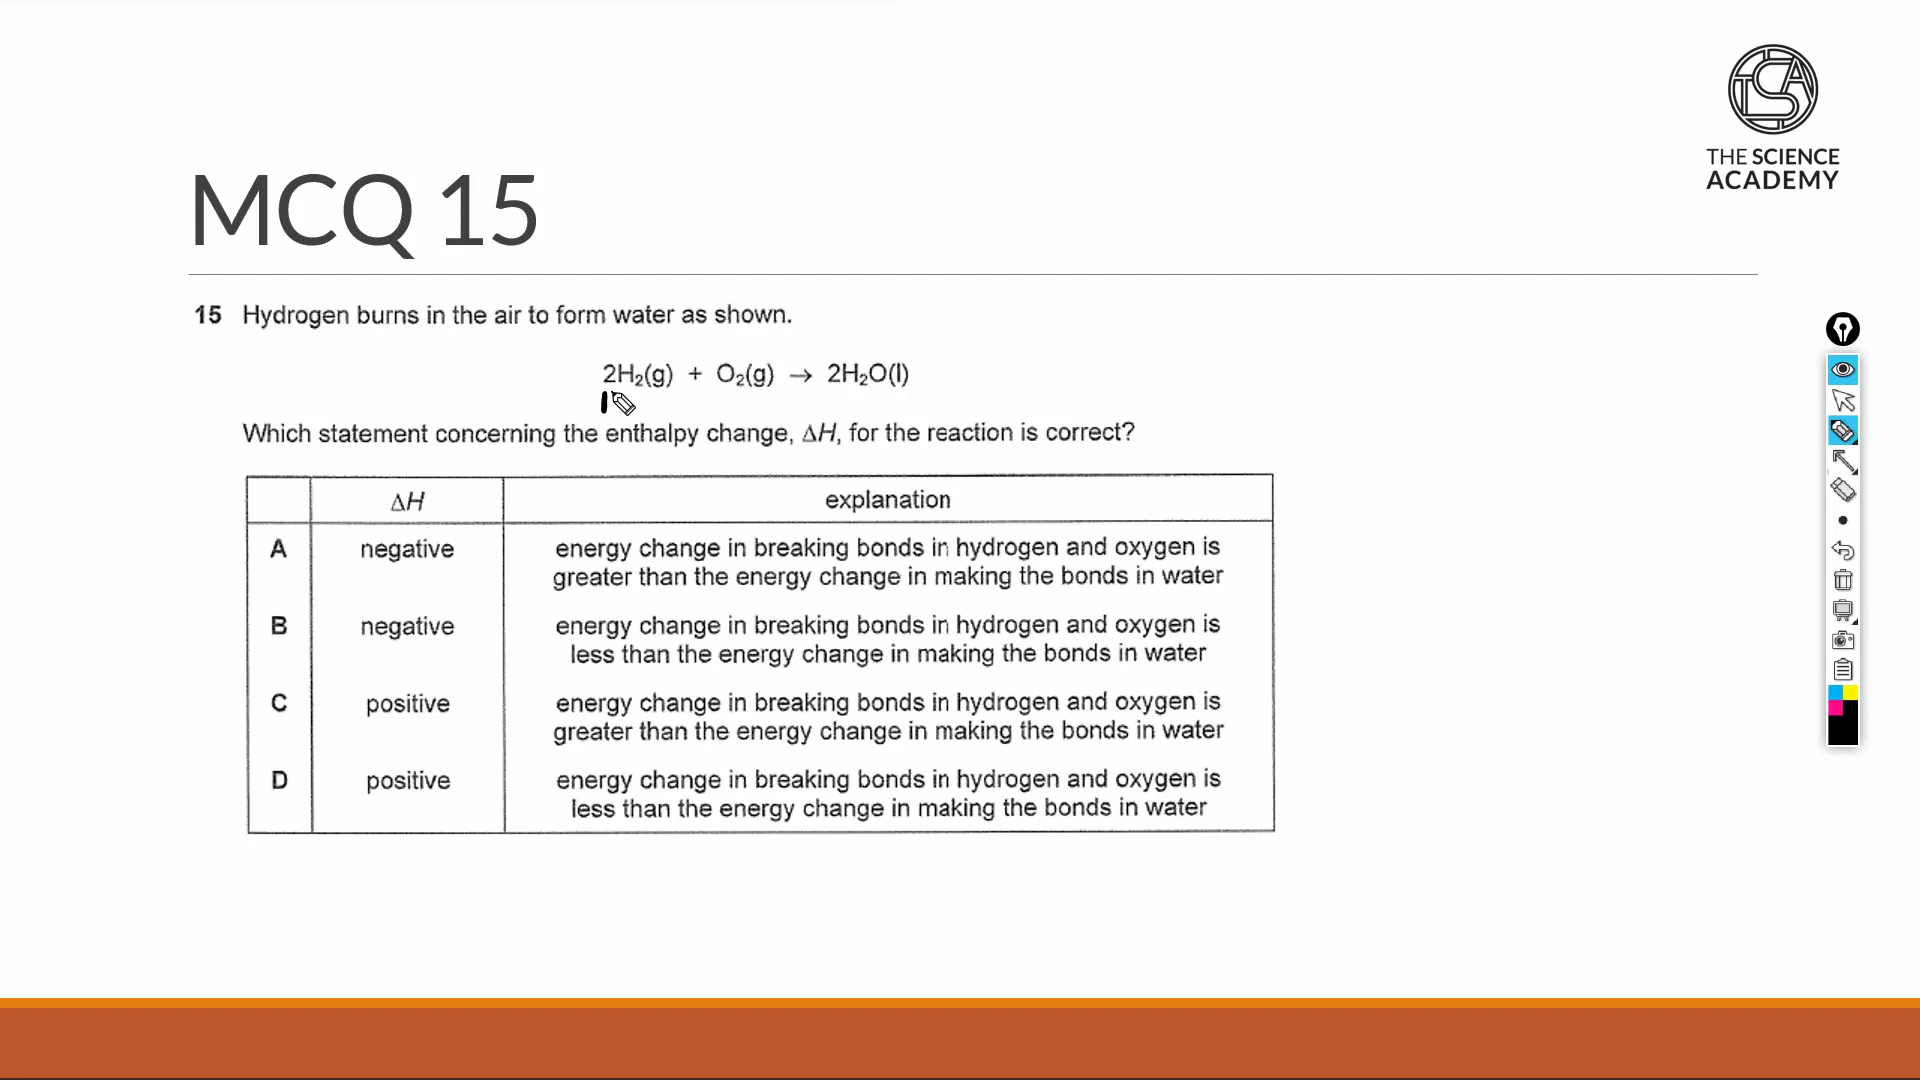 THE SCIENCE
ACADEMY
MCQ 15
15 Hydrogen burns in the air to form water as shown.
2H₂(g) + O₂(g) → 2H₂O(l)
Which statement concerning the enthalpy change, ΔH, for the reaction is correct?
ΔH explanation
A negative energy change in breaking bonds in hydrogen and oxygen is
greater than the energy change in making the bonds in water
B negative energy change in breaking bonds in hydrogen and oxygen is
less than the energy change in making the bonds in water
C positive energy change in breaking bonds in hydrogen and oxygen is
greater than the energy change in making the bonds in water
D positive energy change in breaking bonds in hydrogen and oxygen is
less than the energy change in making the bonds in water